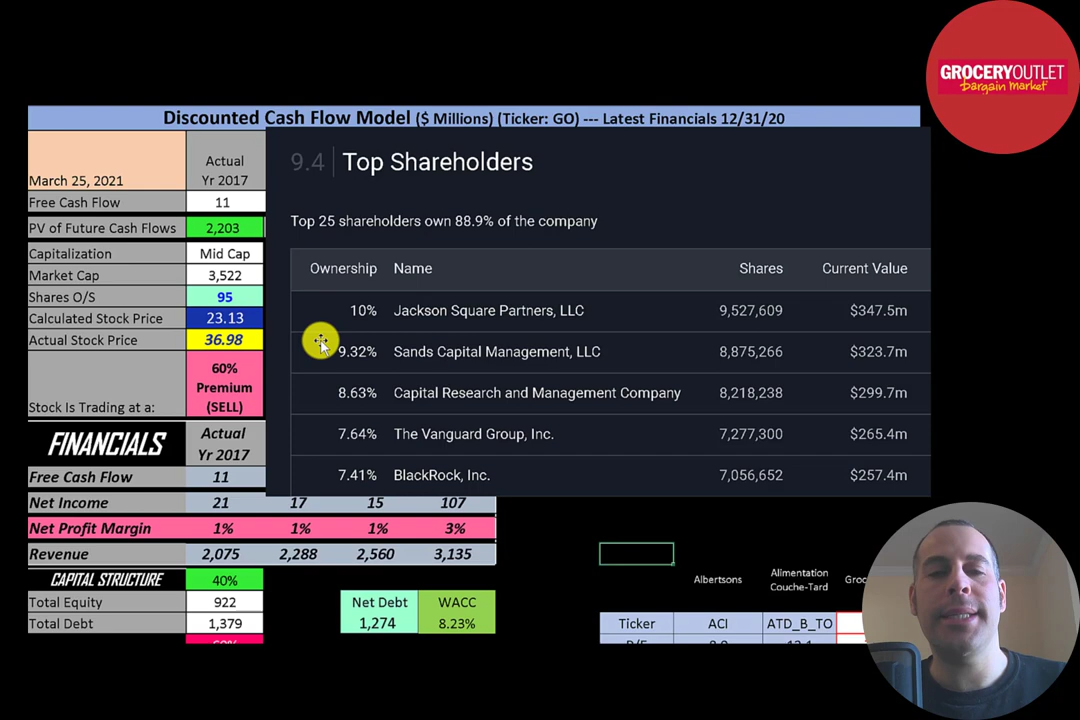 GROCERYOUTLET
bargain market
Discounted Cash Flow Model ($ Millions) (Ticker: GO) --- Latest Financials 12/31/20
March 25, 2021 Actual Yr 2017
Free Cash Flow 11
PV of Future Cash Flows 2,203
Capitalization Mid Cap
Market Cap 3,522
Shares O/S 95
Calculated Stock Price 23.13
Actual Stock Price 36.98
Stock Is Trading at a: 60% Premium (SELL)
9.4 Top Shareholders
Top 25 shareholders own 88.9% of the company
Ownership Name Shares Current Value
10% Jackson Square Partners, LLC 9,527,609 $347.5m
9.32% Sands Capital Management, LLC 8,875,266 $323.7m
8.63% Capital Research and Management Company 8,218,238 $299.7m
7.64% The Vanguard Group, Inc. 7,277,300 $265.4m
7.41% BlackRock, Inc. 7,056,652 $257.4m
FINANCIALS Actual Yr 2017
Free Cash Flow 11
Net Income 21 17 15 107
Net Profit Margin 1% 1% 1% 3%
Revenue 2,075 2,288 2,560 3,135
CAPITAL STRUCTURE 40%
Total Equity 922
Total Debt 1,379
Net Debt WACC
1,274 8.23%
Albertsons Alimentation Couche-Tard
Ticker ACI ATD_B_TO